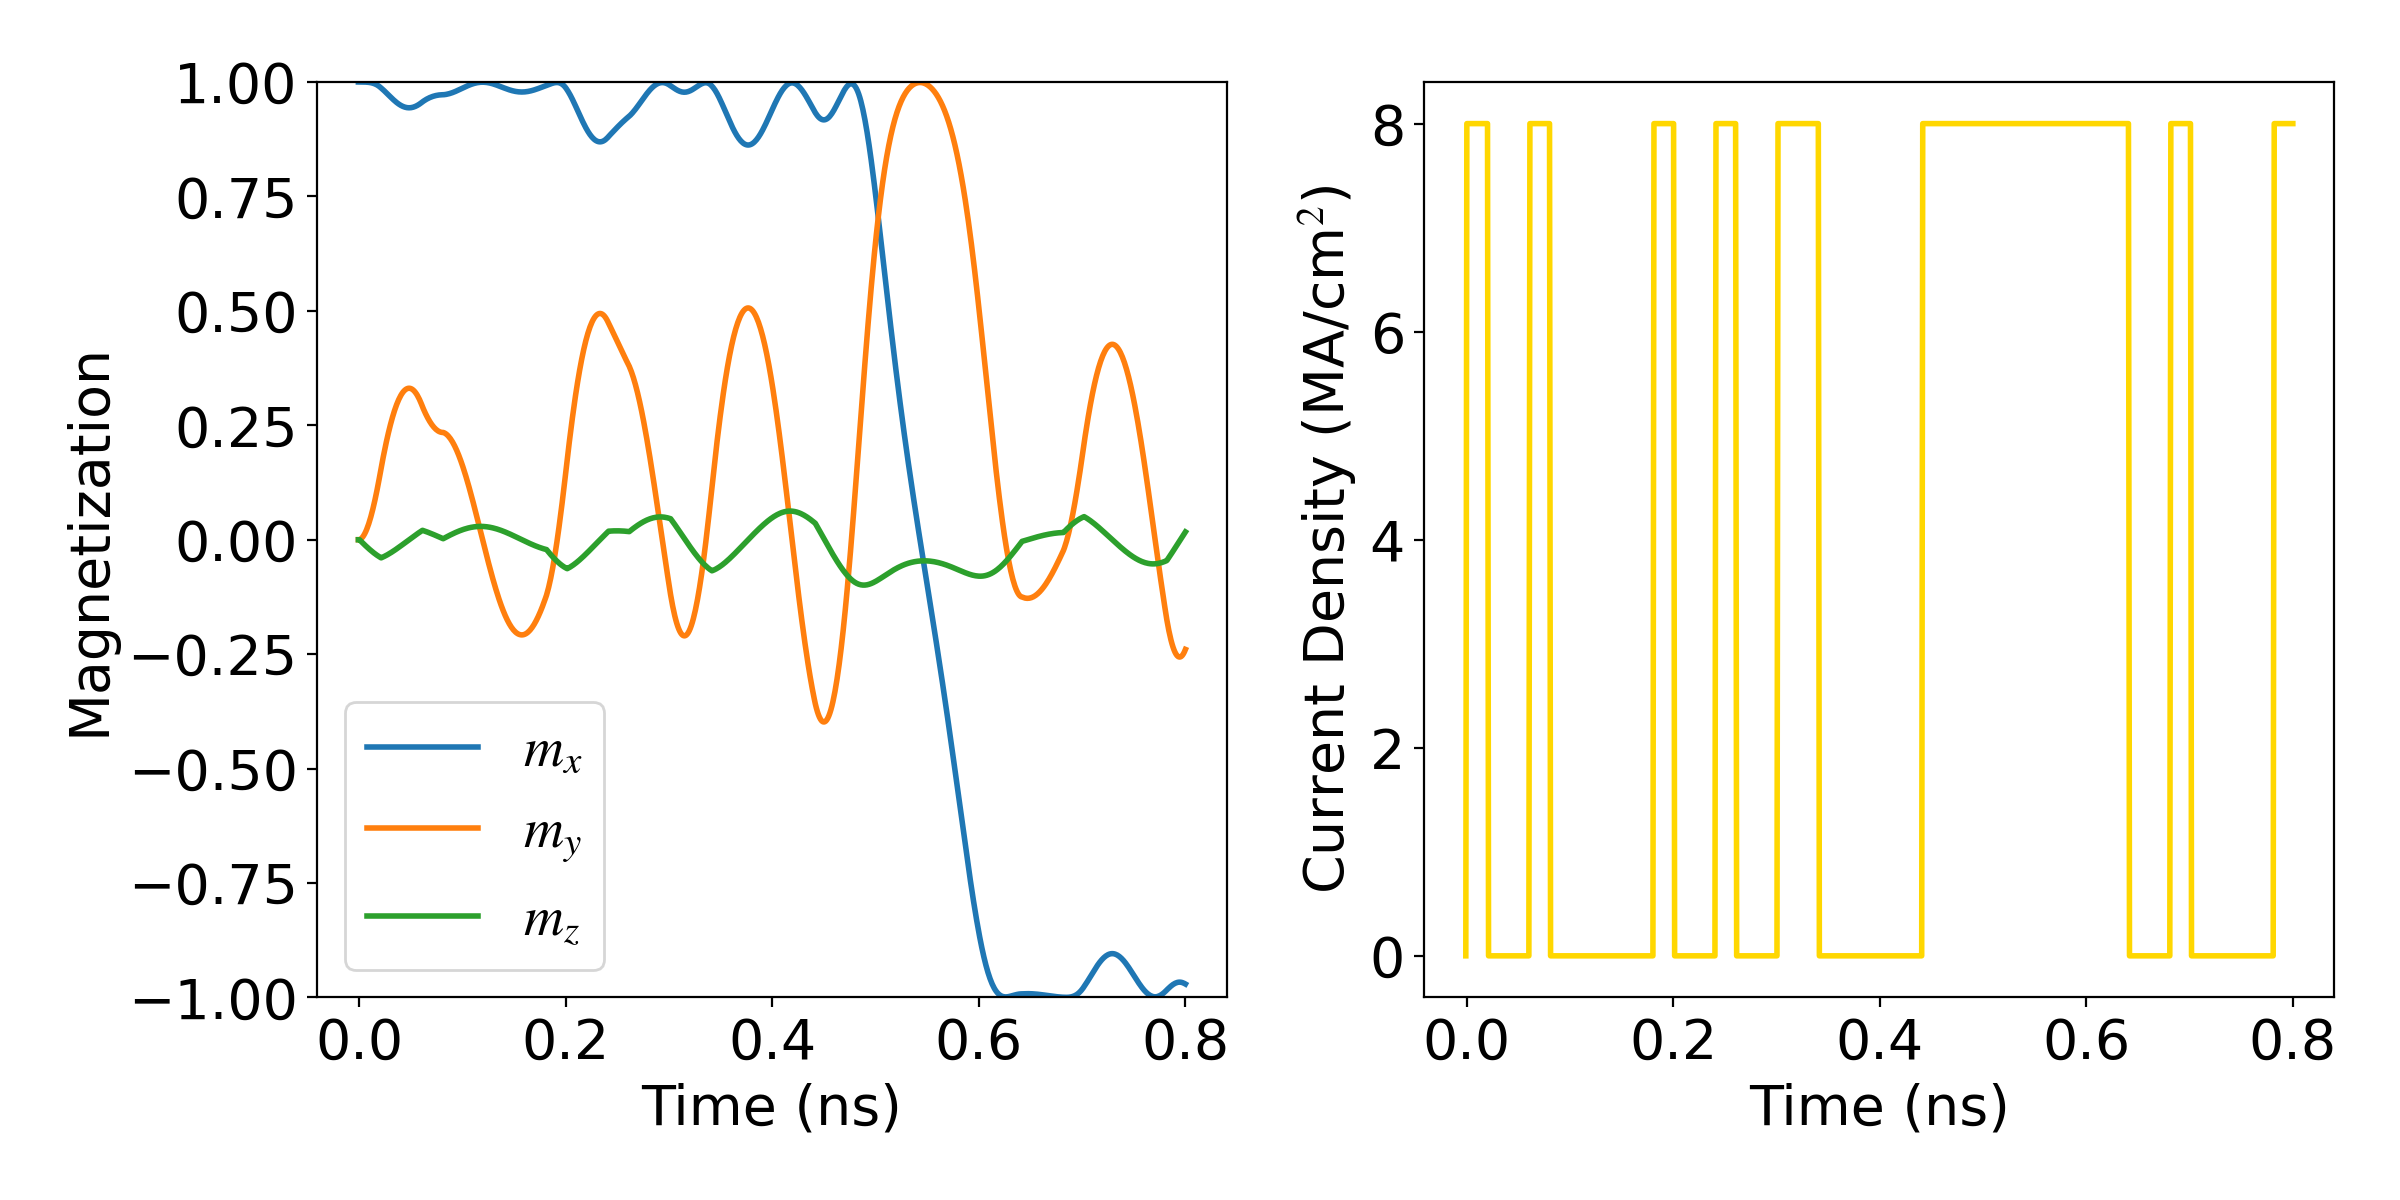 Magnetization
1.00
0.75
0.50
0.25
0.00
−0.25
−0.50
−0.75
−1.00
m_x
m_y
m_z
0.0 0.2 0.4 0.6 0.8
Time (ns)
Current Density (MA/cm²)
8
6
4
2
0
0.0 0.2 0.4 0.6 0.8
Time (ns)